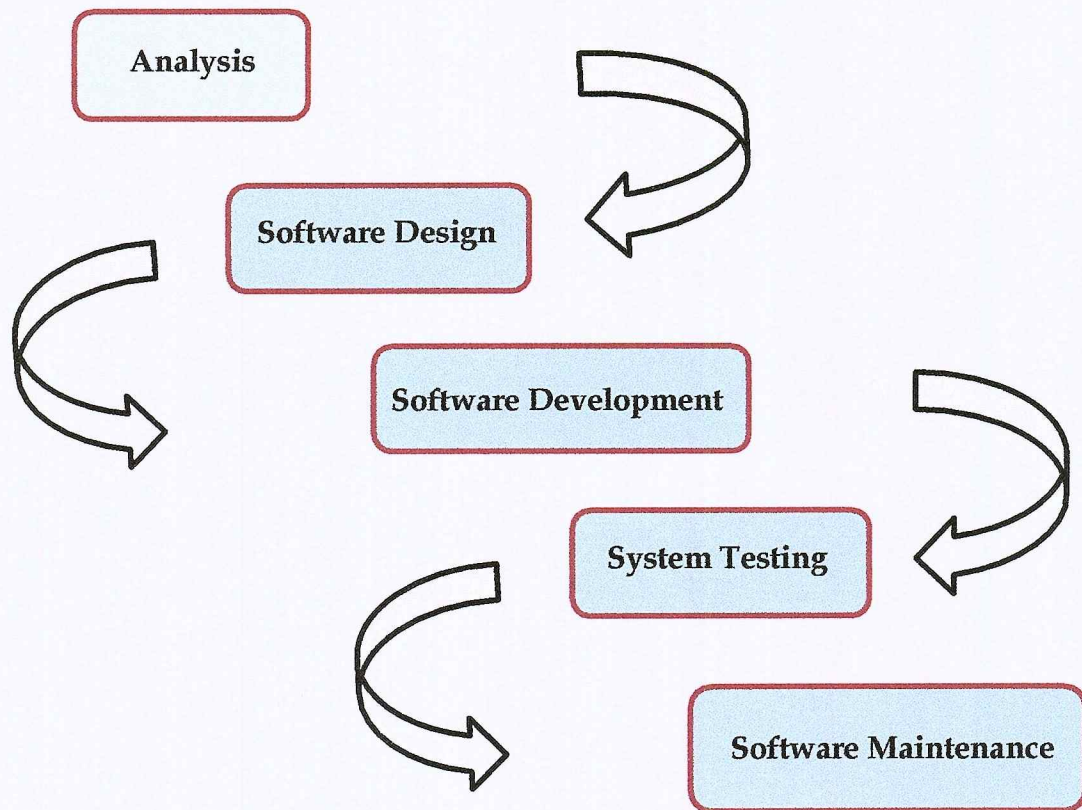 Analysis
Software Design
Software Development
System Testing
Software Maintenance